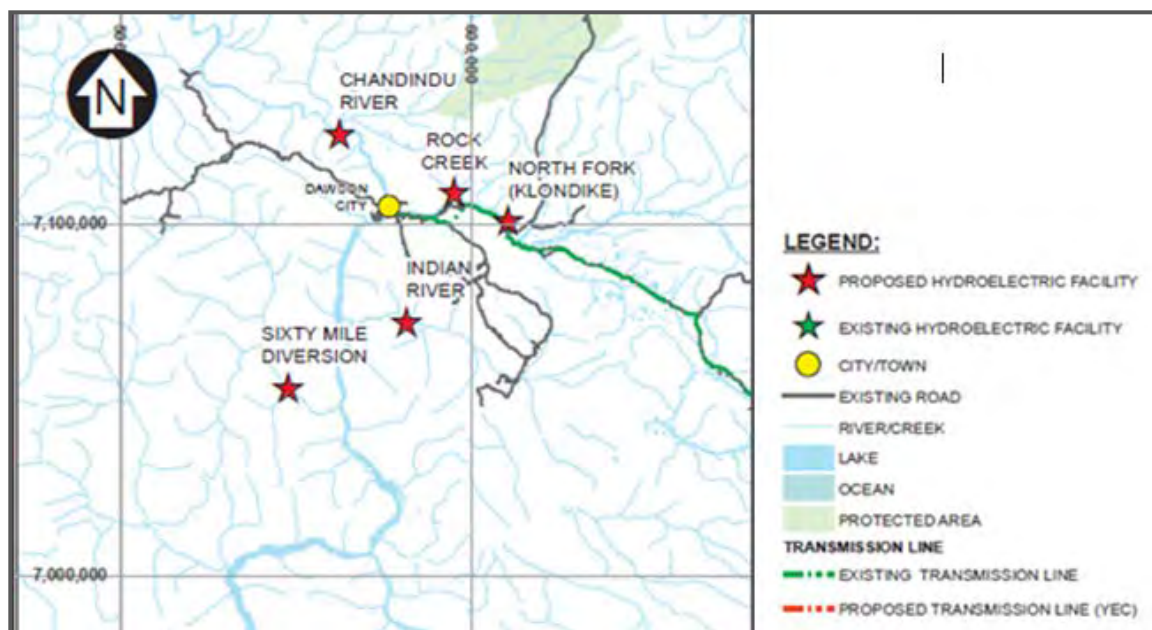 N
CHANDINDU
RIVER
ROCK
CREEK
NORTH FORK
(KLONDIKE)
DAWSON
CITY
7,100,000
INDIAN
RIVER
SIXTY MILE
DIVERSION
7,000,000
LEGEND:
PROPOSED HYDROELECTRIC FACILITY
EXISTING HYDROELECTRIC FACILITY
CITY/TOWN
EXISTING ROAD
RIVER/CREEK
LAKE
OCEAN
PROTECTED AREA
TRANSMISSION LINE
EXISTING TRANSMISSION LINE
PROPOSED TRANSMISSION LINE (YEC)